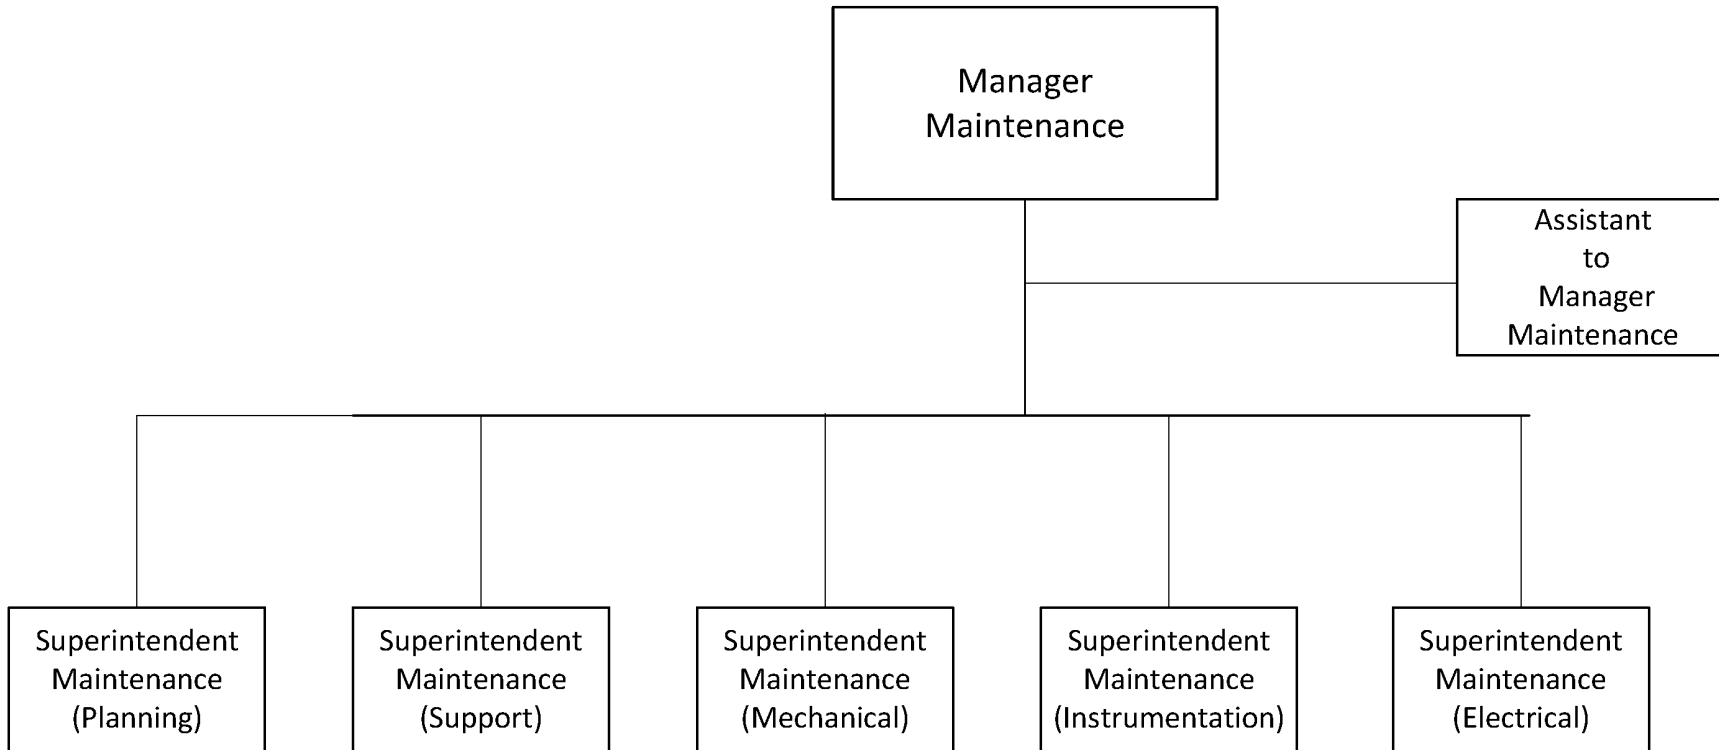 Manager
Maintenance
Assistant
to
Manager
Maintenance
Superintendent
Maintenance
(Planning)
Superintendent
Maintenance
(Support)
Superintendent
Maintenance
(Mechanical)
Superintendent
Maintenance
(Instrumentation)
Superintendent
Maintenance
(Electrical)